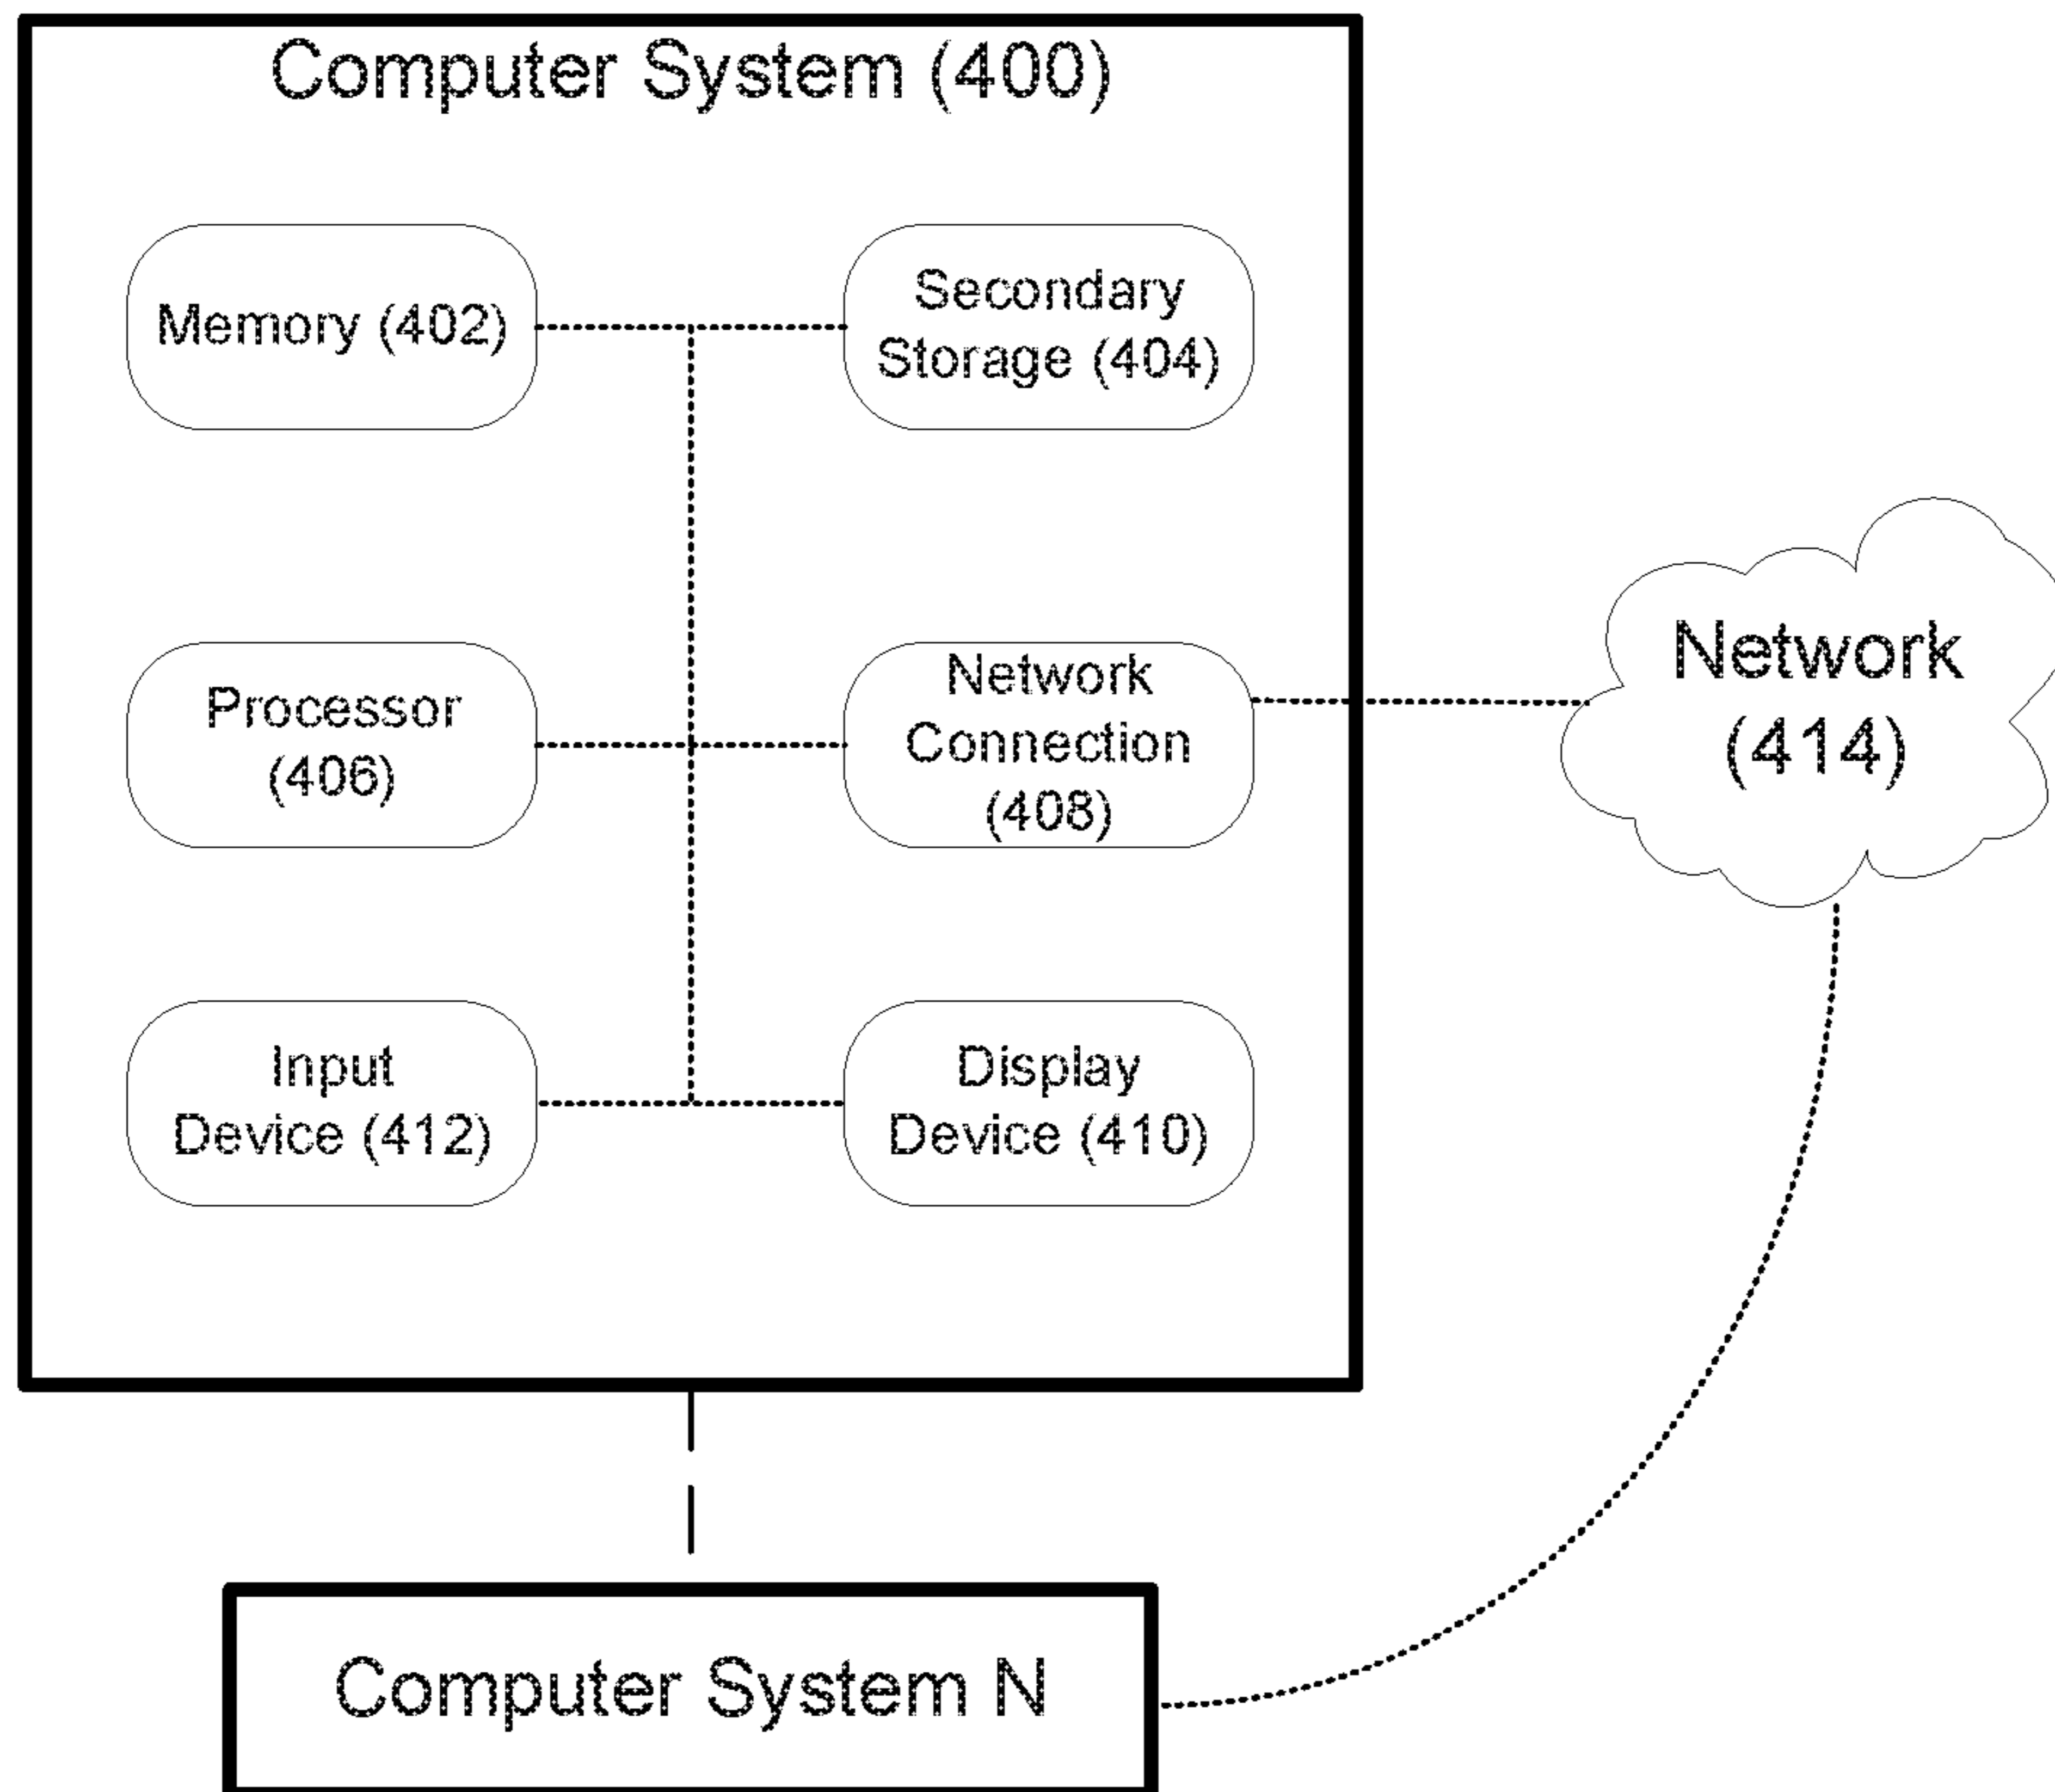 Computer System (400)
Memory (402)
Secondary
Storage (404)
Processor
(406)
Network
Connection
(408)
Network
(414)
Input
Device (412)
Display
Device (410)
Computer System N